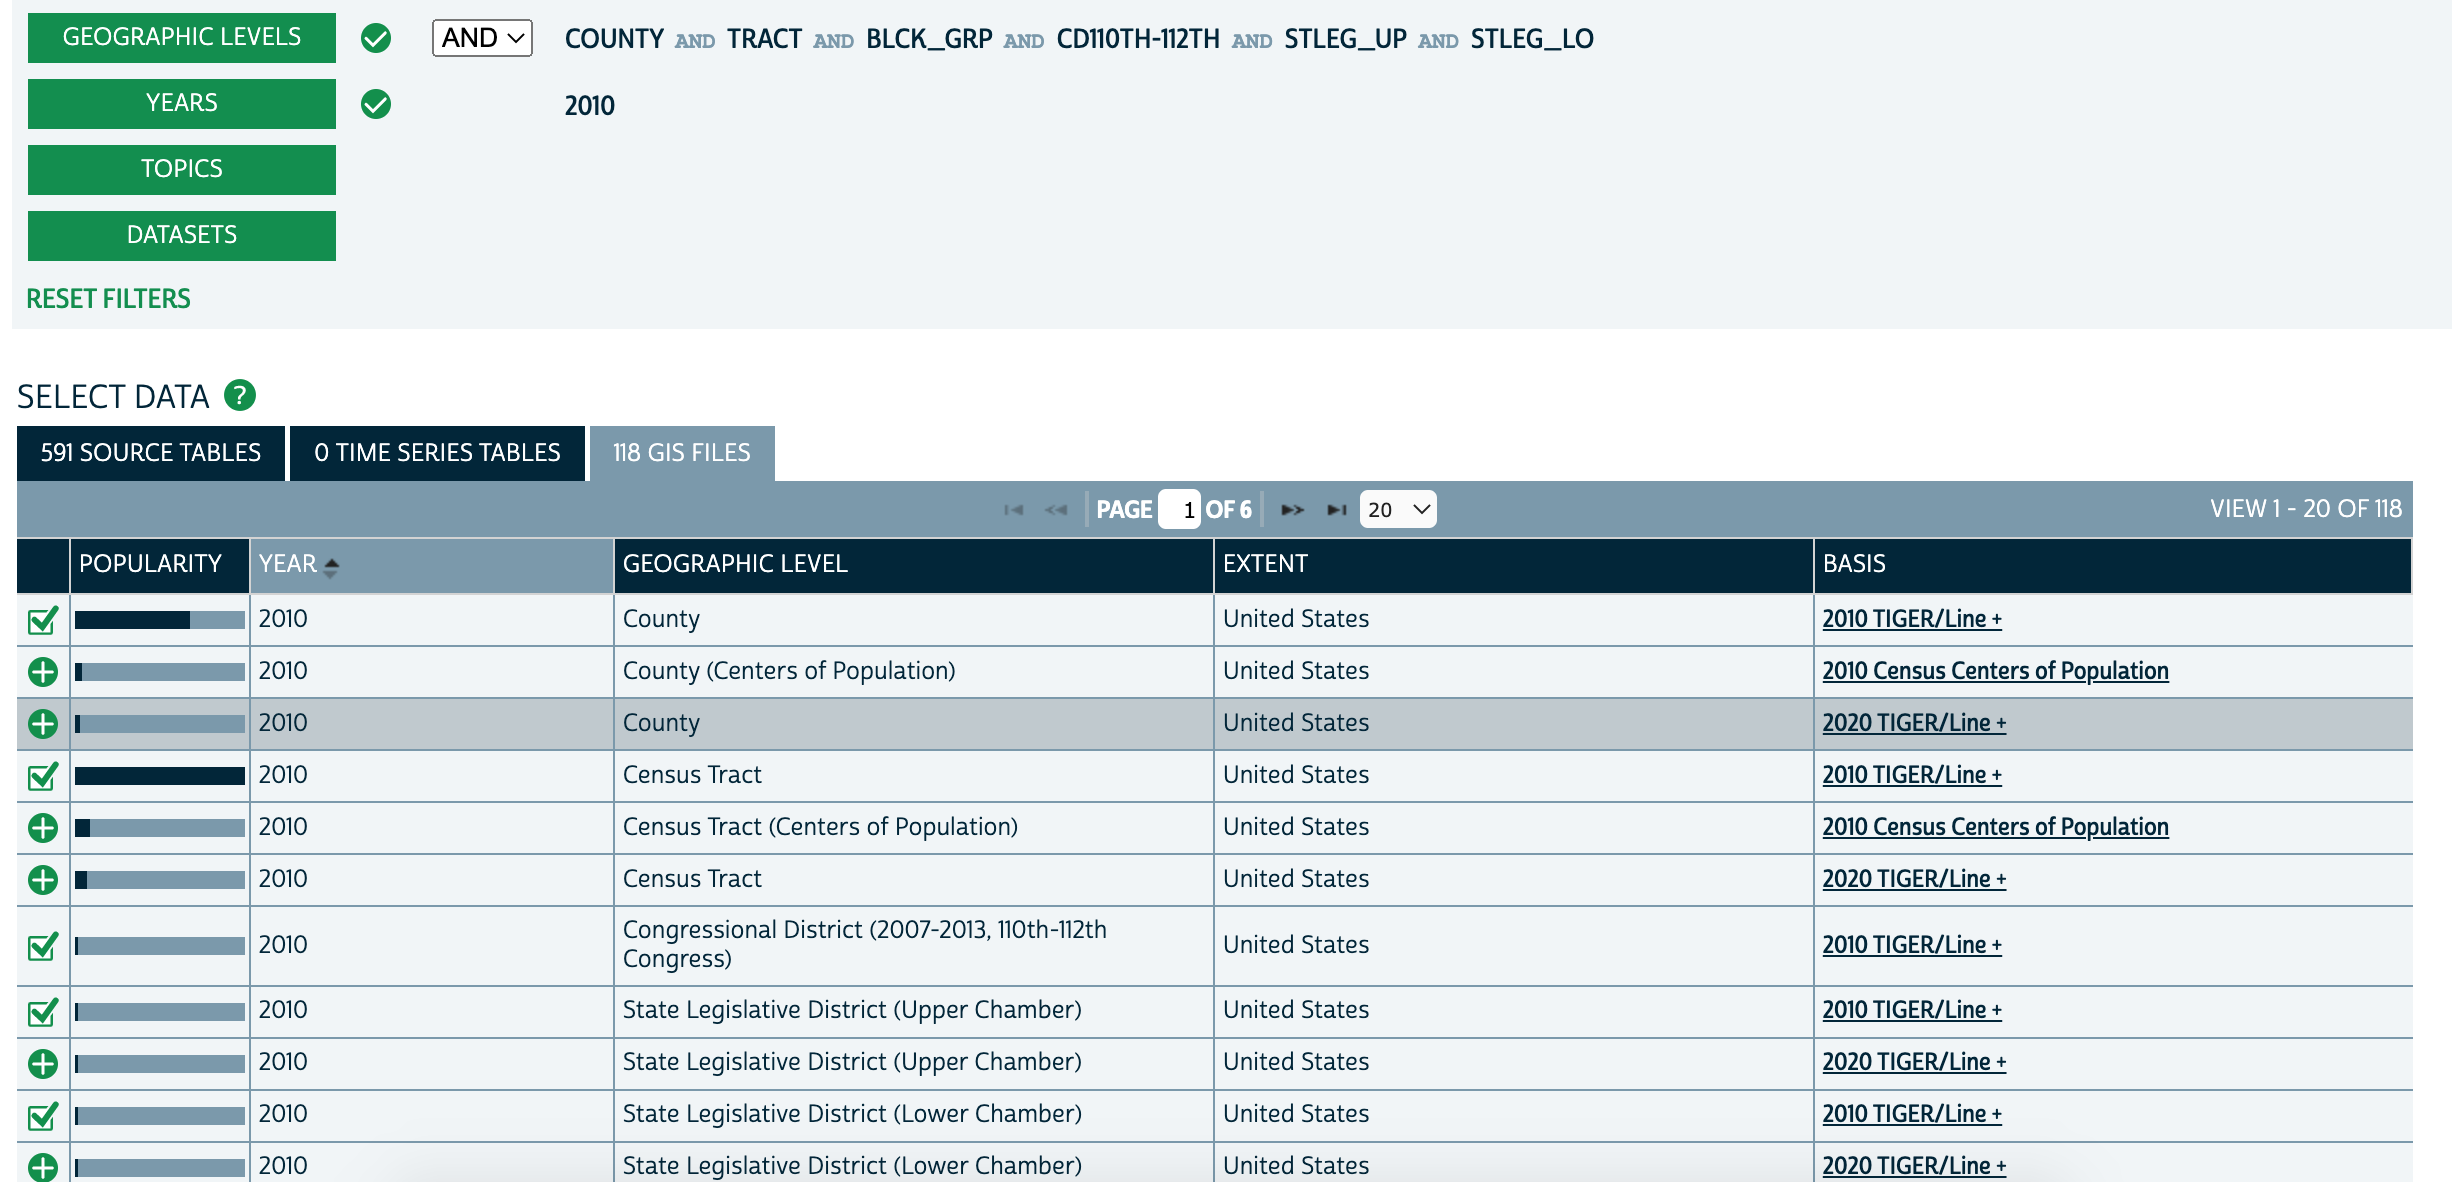 GEOGRAPHIC LEVELS AND COUNTY AND TRACT AND BLCK_GRP AND CD110TH-112TH AND STLEG_UP AND STLEG_LO
YEARS 2010
TOPICS
DATASETS
RESET FILTERS
SELECT DATA ?
591 SOURCE TABLES 0 TIME SERIES TABLES 118 GIS FILES
PAGE 1 OF 6 20 VIEW 1 - 20 OF 118
POPULARITY YEAR GEOGRAPHIC LEVEL EXTENT BASIS
2010 County United States 2010 TIGER/Line +
2010 County (Centers of Population) United States 2010 Census Centers of Population
2010 County United States 2020 TIGER/Line +
2010 Census Tract United States 2010 TIGER/Line +
2010 Census Tract (Centers of Population) United States 2010 Census Centers of Population
2010 Census Tract United States 2020 TIGER/Line +
2010 Congressional District (2007-2013, 110th-112th
Congress) United States 2010 TIGER/Line +
2010 State Legislative District (Upper Chamber) United States 2010 TIGER/Line +
2010 State Legislative District (Upper Chamber) United States 2020 TIGER/Line +
2010 State Legislative District (Lower Chamber) United States 2010 TIGER/Line +
2010 State Legislative District (Lower Chamber) United States 2020 TIGER/Line +